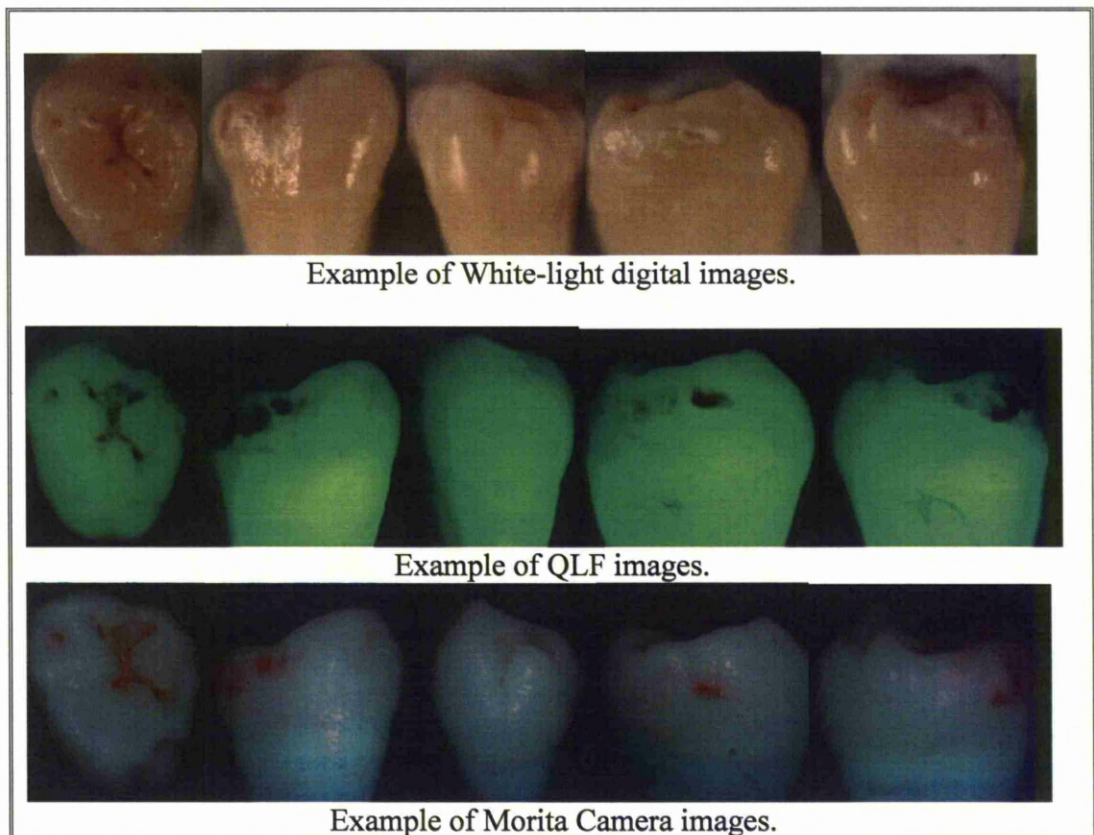 Example of White-light digital images.
Example of QLF images.
Example of Morita Camera images.